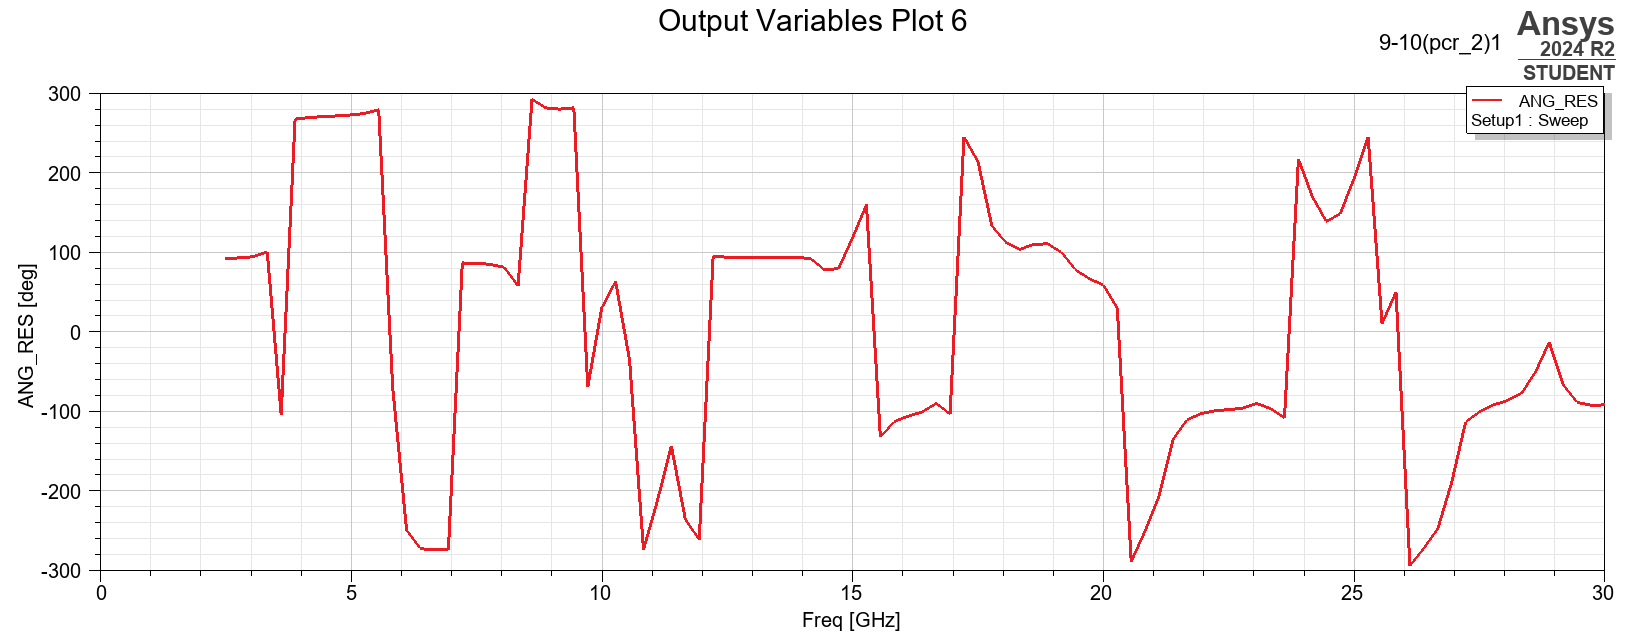 Output Variables Plot 6
9-10(pcr_2)1
Ansys
2024 R2
STUDENT
ANG_RES
Setup1 : Sweep
300
200
100
0
-100
-200
-300
ANG_RES [deg]
0 5 10 15 20 25 30
Freq [GHz]